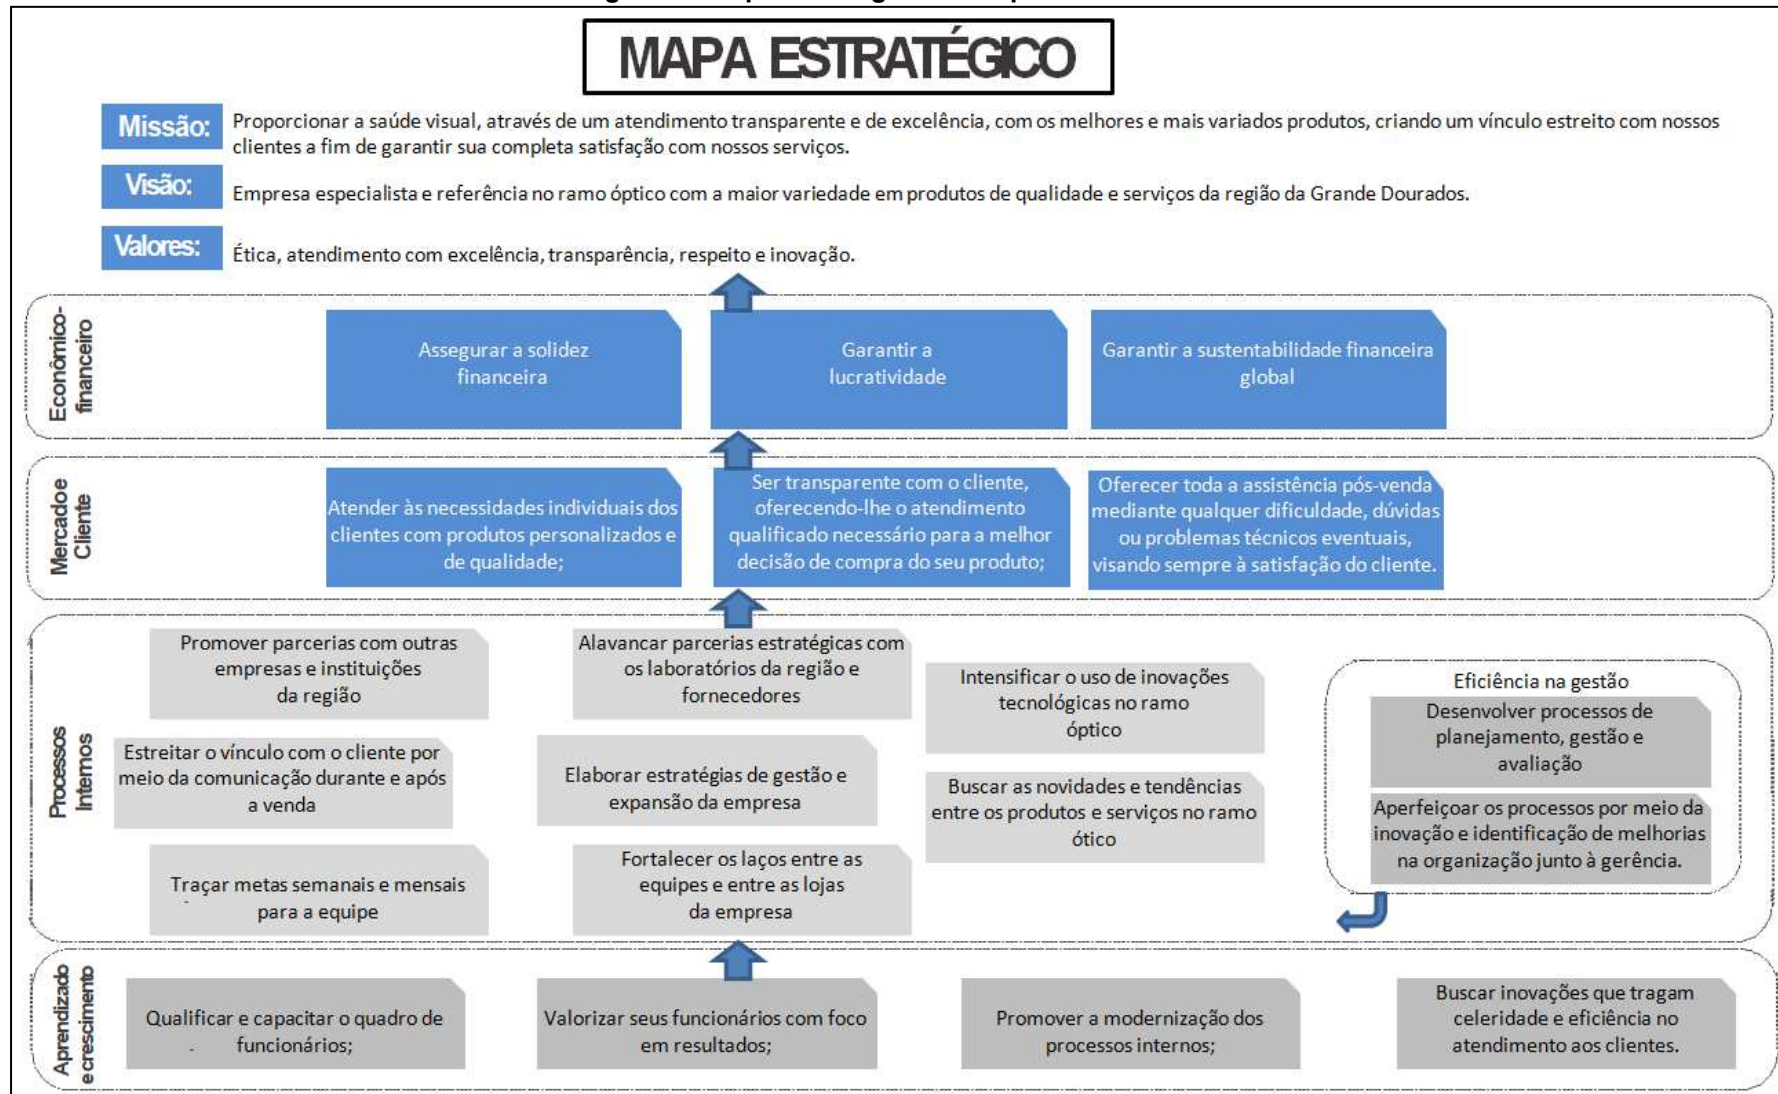 MAPA ESTRATÉGICO
Missão:
Proporcionar a saúde visual, através de um atendimento transparente e de excelência, com os melhores e mais variados produtos, criando um vínculo estreito com nossos
clientes a fim de garantir sua completa satisfação com nossos serviços.
Visão:
Empresa especialista e referência no ramo óptico com a maior variedade em produtos de qualidade e serviços da região da Grande Dourados.
Valores:
Ética, atendimento com excelência, transparência, respeito e inovação.
Econômico-
financeiro
Assegurar a solidez
financeira
Garantir a
lucratividade
Garantir a sustentabilidade financeira
global
Mercadoe
Cliente
Atender às necessidades individuais dos
clientes com produtos personalizados e
de qualidade;
Ser transparente com o cliente,
oferecendo-lhe o atendimento
qualificado necessário para a melhor
decisão de compra do seu produto;
Oferecer toda a assistência pós-venda
mediante qualquer dificuldade, dúvidas
ou problemas técnicos eventuais,
visando sempre à satisfação do cliente.
Processos
Internos
Promover parcerias com outras
empresas e instituições
da região
Alavancar parcerias estratégicas com
os laboratórios da região e
fornecedores
Intensificar o uso de inovações
tecnológicas no ramo
óptico
Estreitar o vínculo com o cliente por
meio da comunicação durante e após
a venda
Elaborar estratégias de gestão e
expansão da empresa
Buscar as novidades e tendências
entre os produtos e serviços no ramo
ótico
Traçar metas semanais e mensais
para a equipe
Fortalecer os laços entre as
equipes e entre as lojas
da empresa
Eficiência na gestão
Desenvolver processos de
planejamento, gestão e
avaliação
Aperfeiçoar os processos por meio da
inovação e identificação de melhorias
na organização junto à gerência.
Aprendizado
e crescimento
Qualificar e capacitar o quadro de
funcionários;
Valorizar seus funcionários com foco
em resultados;
Promover a modernização dos
processos internos;
Buscar inovações que tragam
celeridade e eficiência no
atendimento aos clientes.